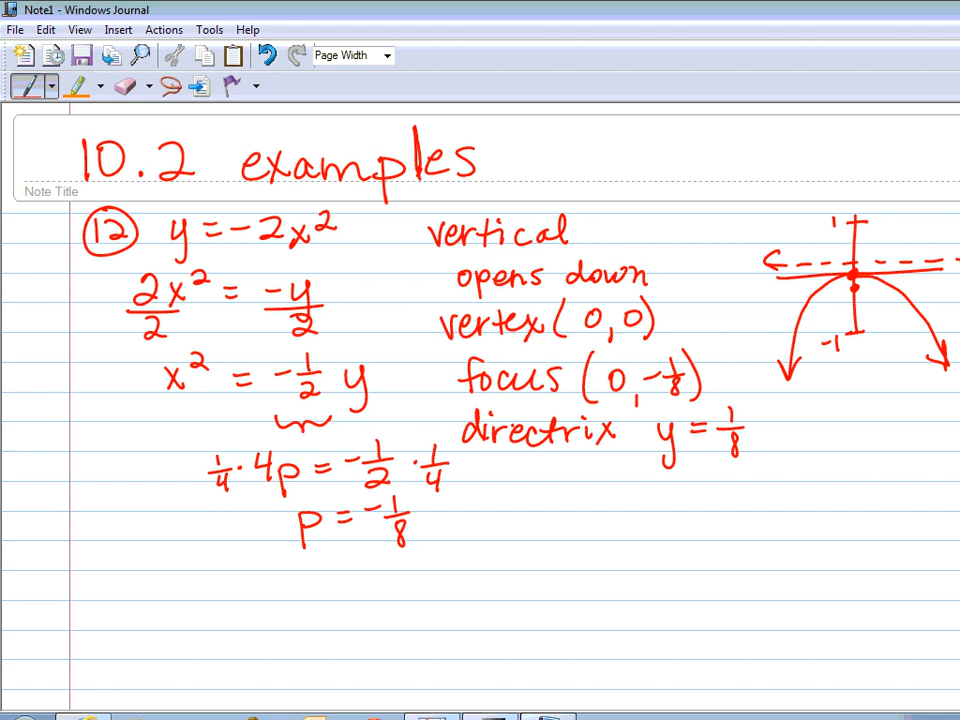 Note1 - Windows Journal
File Edit View Insert Actions Tools Help
Page Width
10.2 examples
Note Title
12 y = -2x² vertical
opens down
2x²/2 = -y/2
vertex (0, 0)
x² = -1/2 y
focus (0, -1/8)
directrix y = 1/8
1/4 · 4p = -1/2 · 1/4
p = -1/8
1
-1